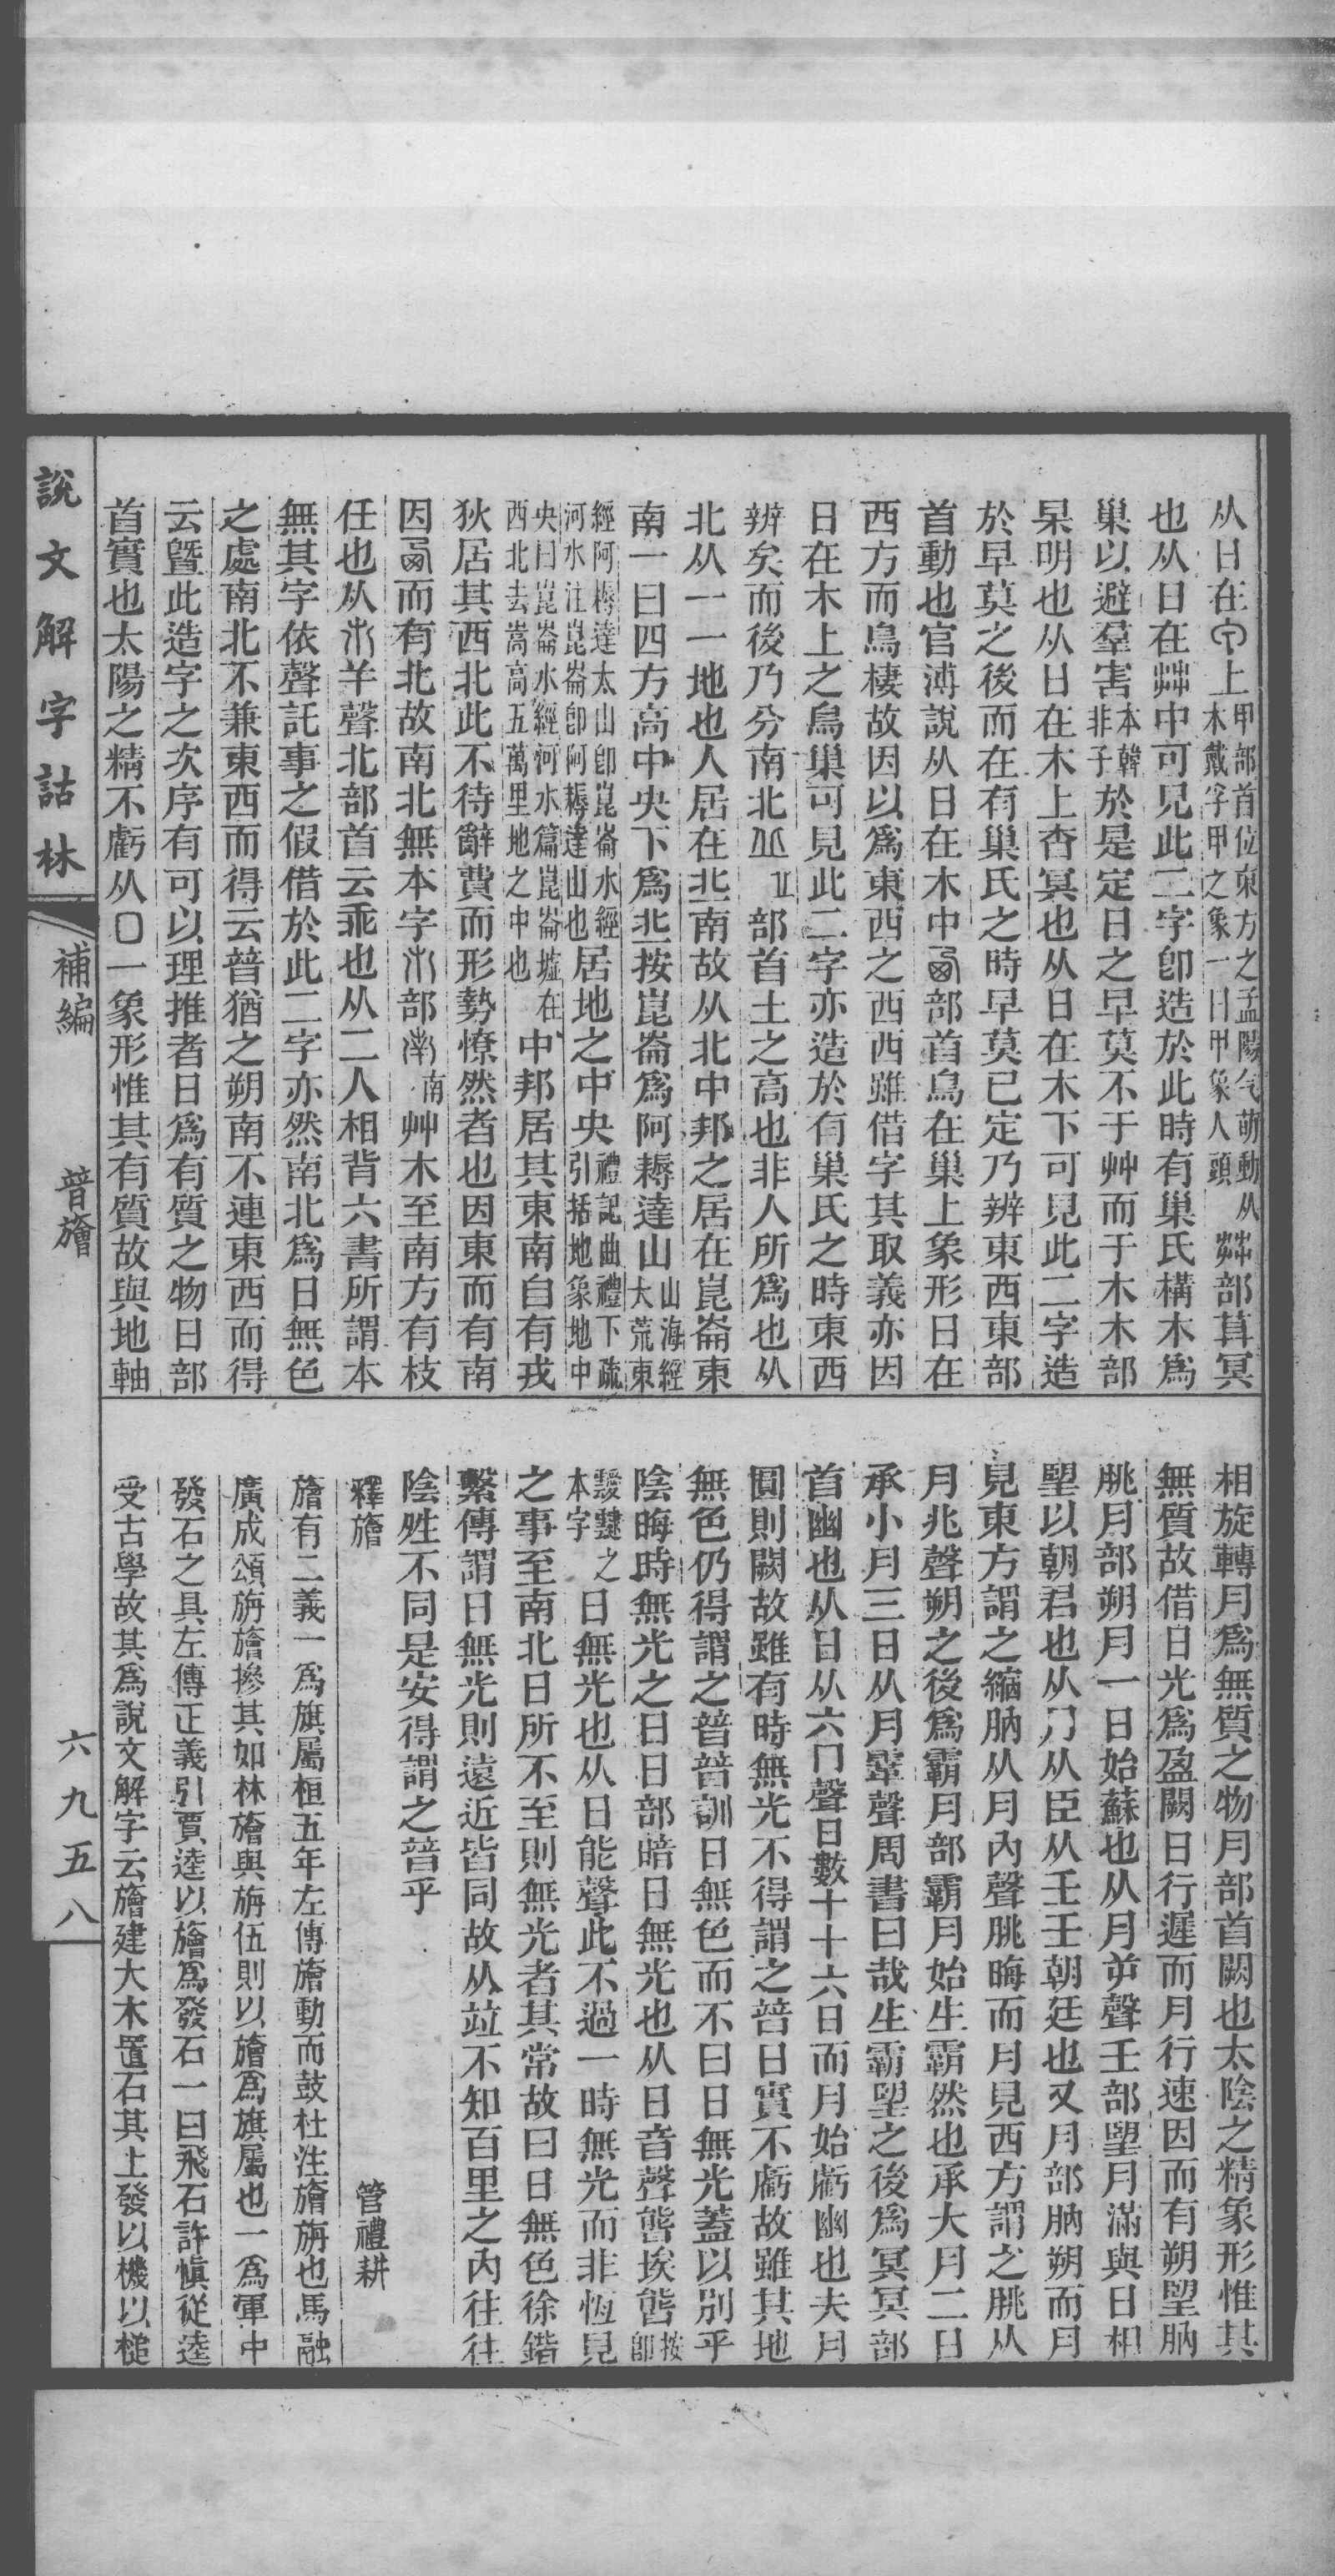 从日在𠇚上甲部首位東方之孟陽气萌動从木戴孚甲之象一曰甲象人頭茻部莫冥
也从日在茻中可見此二字卽造於此時有巢氏構木爲
巢以避羣害本韓非子於是定日之早莫不于艸而于木木部
杲明也从日在木上杳冥也从日在木下可見此二字造
於早莫之後而在有巢氏之時早莫已定乃辨東西東部
首動也官溥說从日在木中部首鳥在巢上象形日在
西方而鳥棲故因以爲東西之西西雖借字其取義亦因
日在木上之鳥巢可見此二字亦造於有巢氏之時東西
辨矣而後乃分南北丠丘部首土之高也非人所爲也从
北从一一地也人居在丠南故从北中邦之居在崑崙東
南一曰四方高中央下爲丠按崑崙爲阿耨達山山海經大荒東
經阿耨達太山卽崑崙水經河水注崑崙卽阿耨達山也居地之中央禮記曲禮下疏引括地象地中
央曰崑崙水經河水篇崑崙墟在西北去嵩高五萬里地之中也中邦居其東南自有戎
狄居其西北此不待辭費而形勢憭然者也因東而有南
因而有北故南北無本字部南艸木至南方有枝
任也从羊聲北部首云乖也从二人相背六書所謂本
無其字依聲託事之假借於此二字亦然南北爲日無色
之處南北不兼東西而得云普猶之朔南不連東西而得
云曁此造字之次序有可以理推者日爲有質之物日部
首實也太陽之精不虧从囗一象形惟其有質故與地軸
相旋轉月爲無質之物月部首闕也太陰之精象形惟其
無質故借日光爲盈闕日行遲而月行速因而有朔望朒
朓月部朔月一日始蘇也从月屰聲壬部朢月滿與日相
朢以朝君也从月从臣从壬壬朝廷也又月部朒朔而月
見東方謂之縮朒从月內聲朓晦而月見西方謂之朓从
月兆聲朔之後爲霸月部霸月始生霸然也承大月二日
承小月三日从月䨣聲周書曰哉生霸朢之後爲冥冥部
首幽也从日从六冖聲日數十十六日而月始虧幽也夫月
圓則闕故雖有時無光不得謂之普日實不虧故雖其地
無色仍得謂之普普訓日無色而不曰日無光蓋以別乎
陰晦時無光之日日部暗日無光也从日音聲㬎埃㬎按卽
靉靆之本字日無光也从日能聲此不過一時無光而非恆見
之事至南北日所不至則無光者其常故曰日無色徐鍇
繫傳謂日無光則遠近皆同故从竝不知百里之內往往
陰甠不同是安得謂之普乎
釋旝　管禮耕
旝有二義一爲旗屬桓五年左傳旝動而鼓杜注旝旃也馬融
廣成頌旃旝摻其如林旝與旃伍則以旝爲旗屬也一爲軍中
發石之具左傳正義引賈逵以旝爲發石一曰飛石許愼從逵
受古學故其爲說文解字云旝建大木置石其上發以機以槌
說文解字詁林　補編　普旝　六九五八